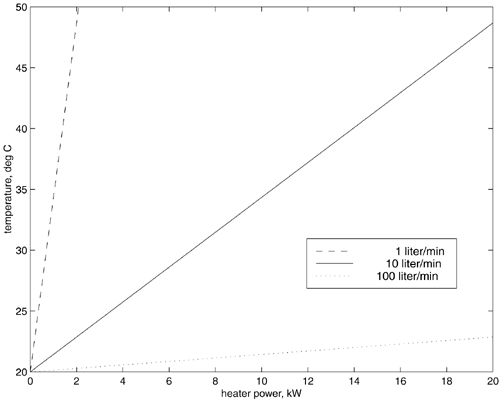 50
45
40
35
30
25
20
temperature, deg C
1 liter/min
10 liter/min
100 liter/min
0 2 4 6 8 10 12 14 16 18 20
heater power, kW